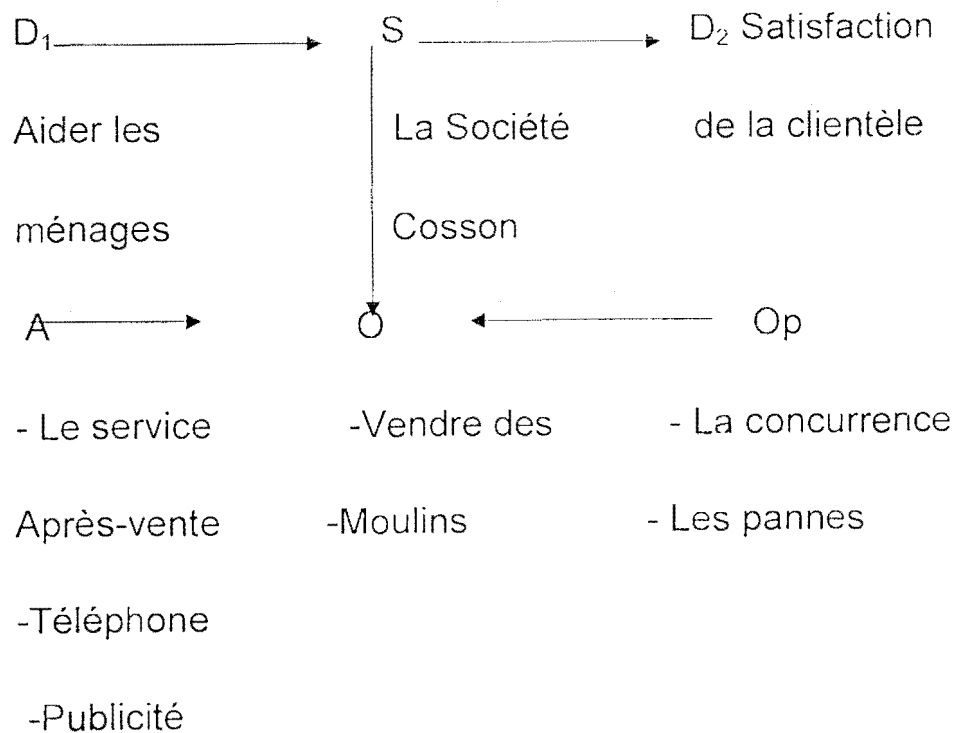 D₁ S D₂ Satisfaction
Aider les La Société de la clientèle
ménages Cosson
A O Op
- Le service -Vendre des - La concurrence
Après-vente -Moulins - Les pannes
-Téléphone
-Publicité